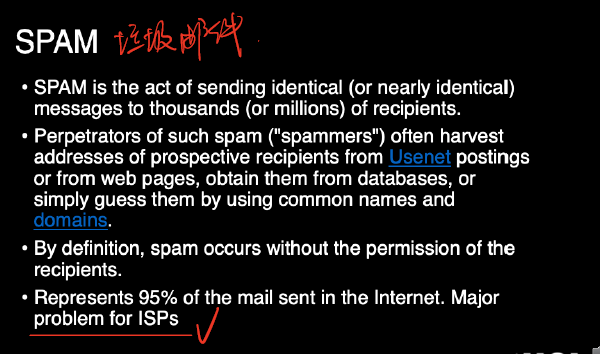 SPAM 垃圾邮件
• SPAM is the act of sending identical (or nearly identical)
messages to thousands (or millions) of recipients.
• Perpetrators of such spam ("spammers") often harvest
addresses of prospective recipients from Usenet postings
or from web pages, obtain them from databases, or
simply guess them by using common names and
domains.
• By definition, spam occurs without the permission of the
recipients.
• Represents 95% of the mail sent in the Internet. Major
problem for ISPs